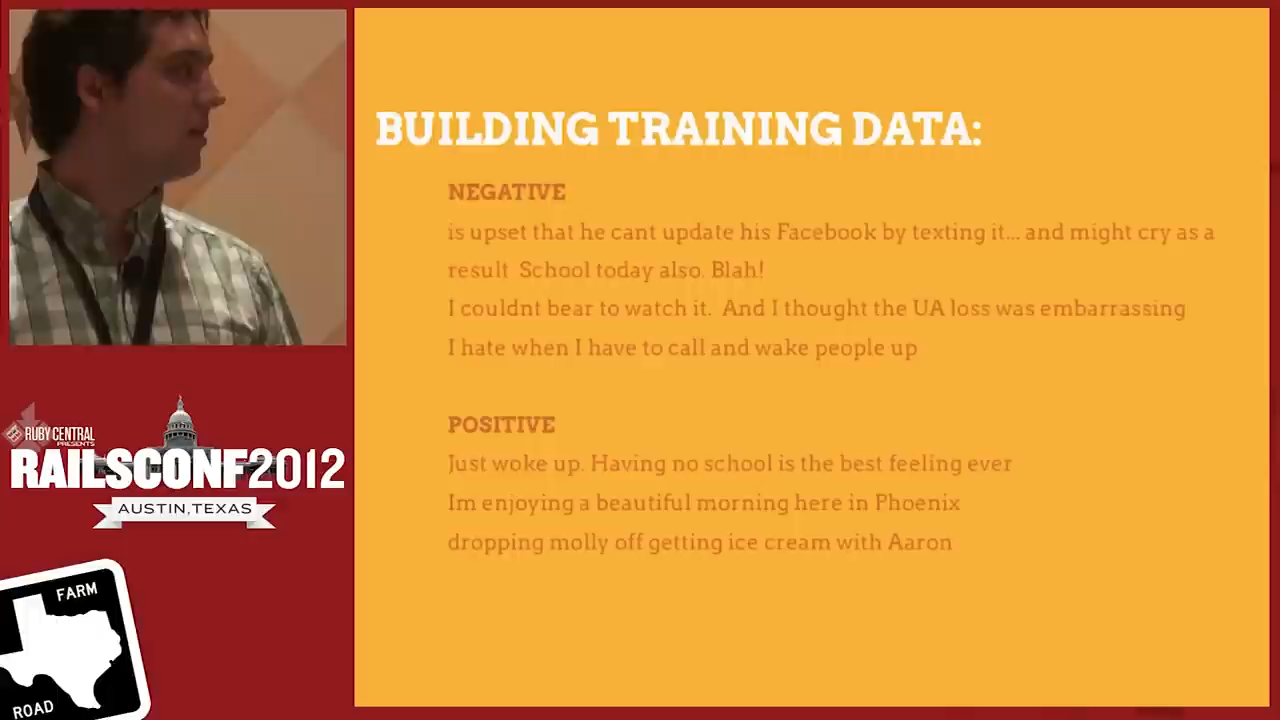 BUILDING TRAINING DATA:
NEGATIVE
is upset that he cant update his Facebook by texting it... and might cry as a
result  School today also. Blah!
I couldnt bear to watch it.  And I thought the UA loss was embarrassing
I hate when I have to call and wake people up
POSITIVE
Just woke up. Having no school is the best feeling ever
Im enjoying a beautiful morning here in Phoenix
dropping molly off getting ice cream with Aaron
RUBY CENTRAL
PRESENTS
RAILSCONF2012
AUSTIN, TEXAS
FARM
ROAD